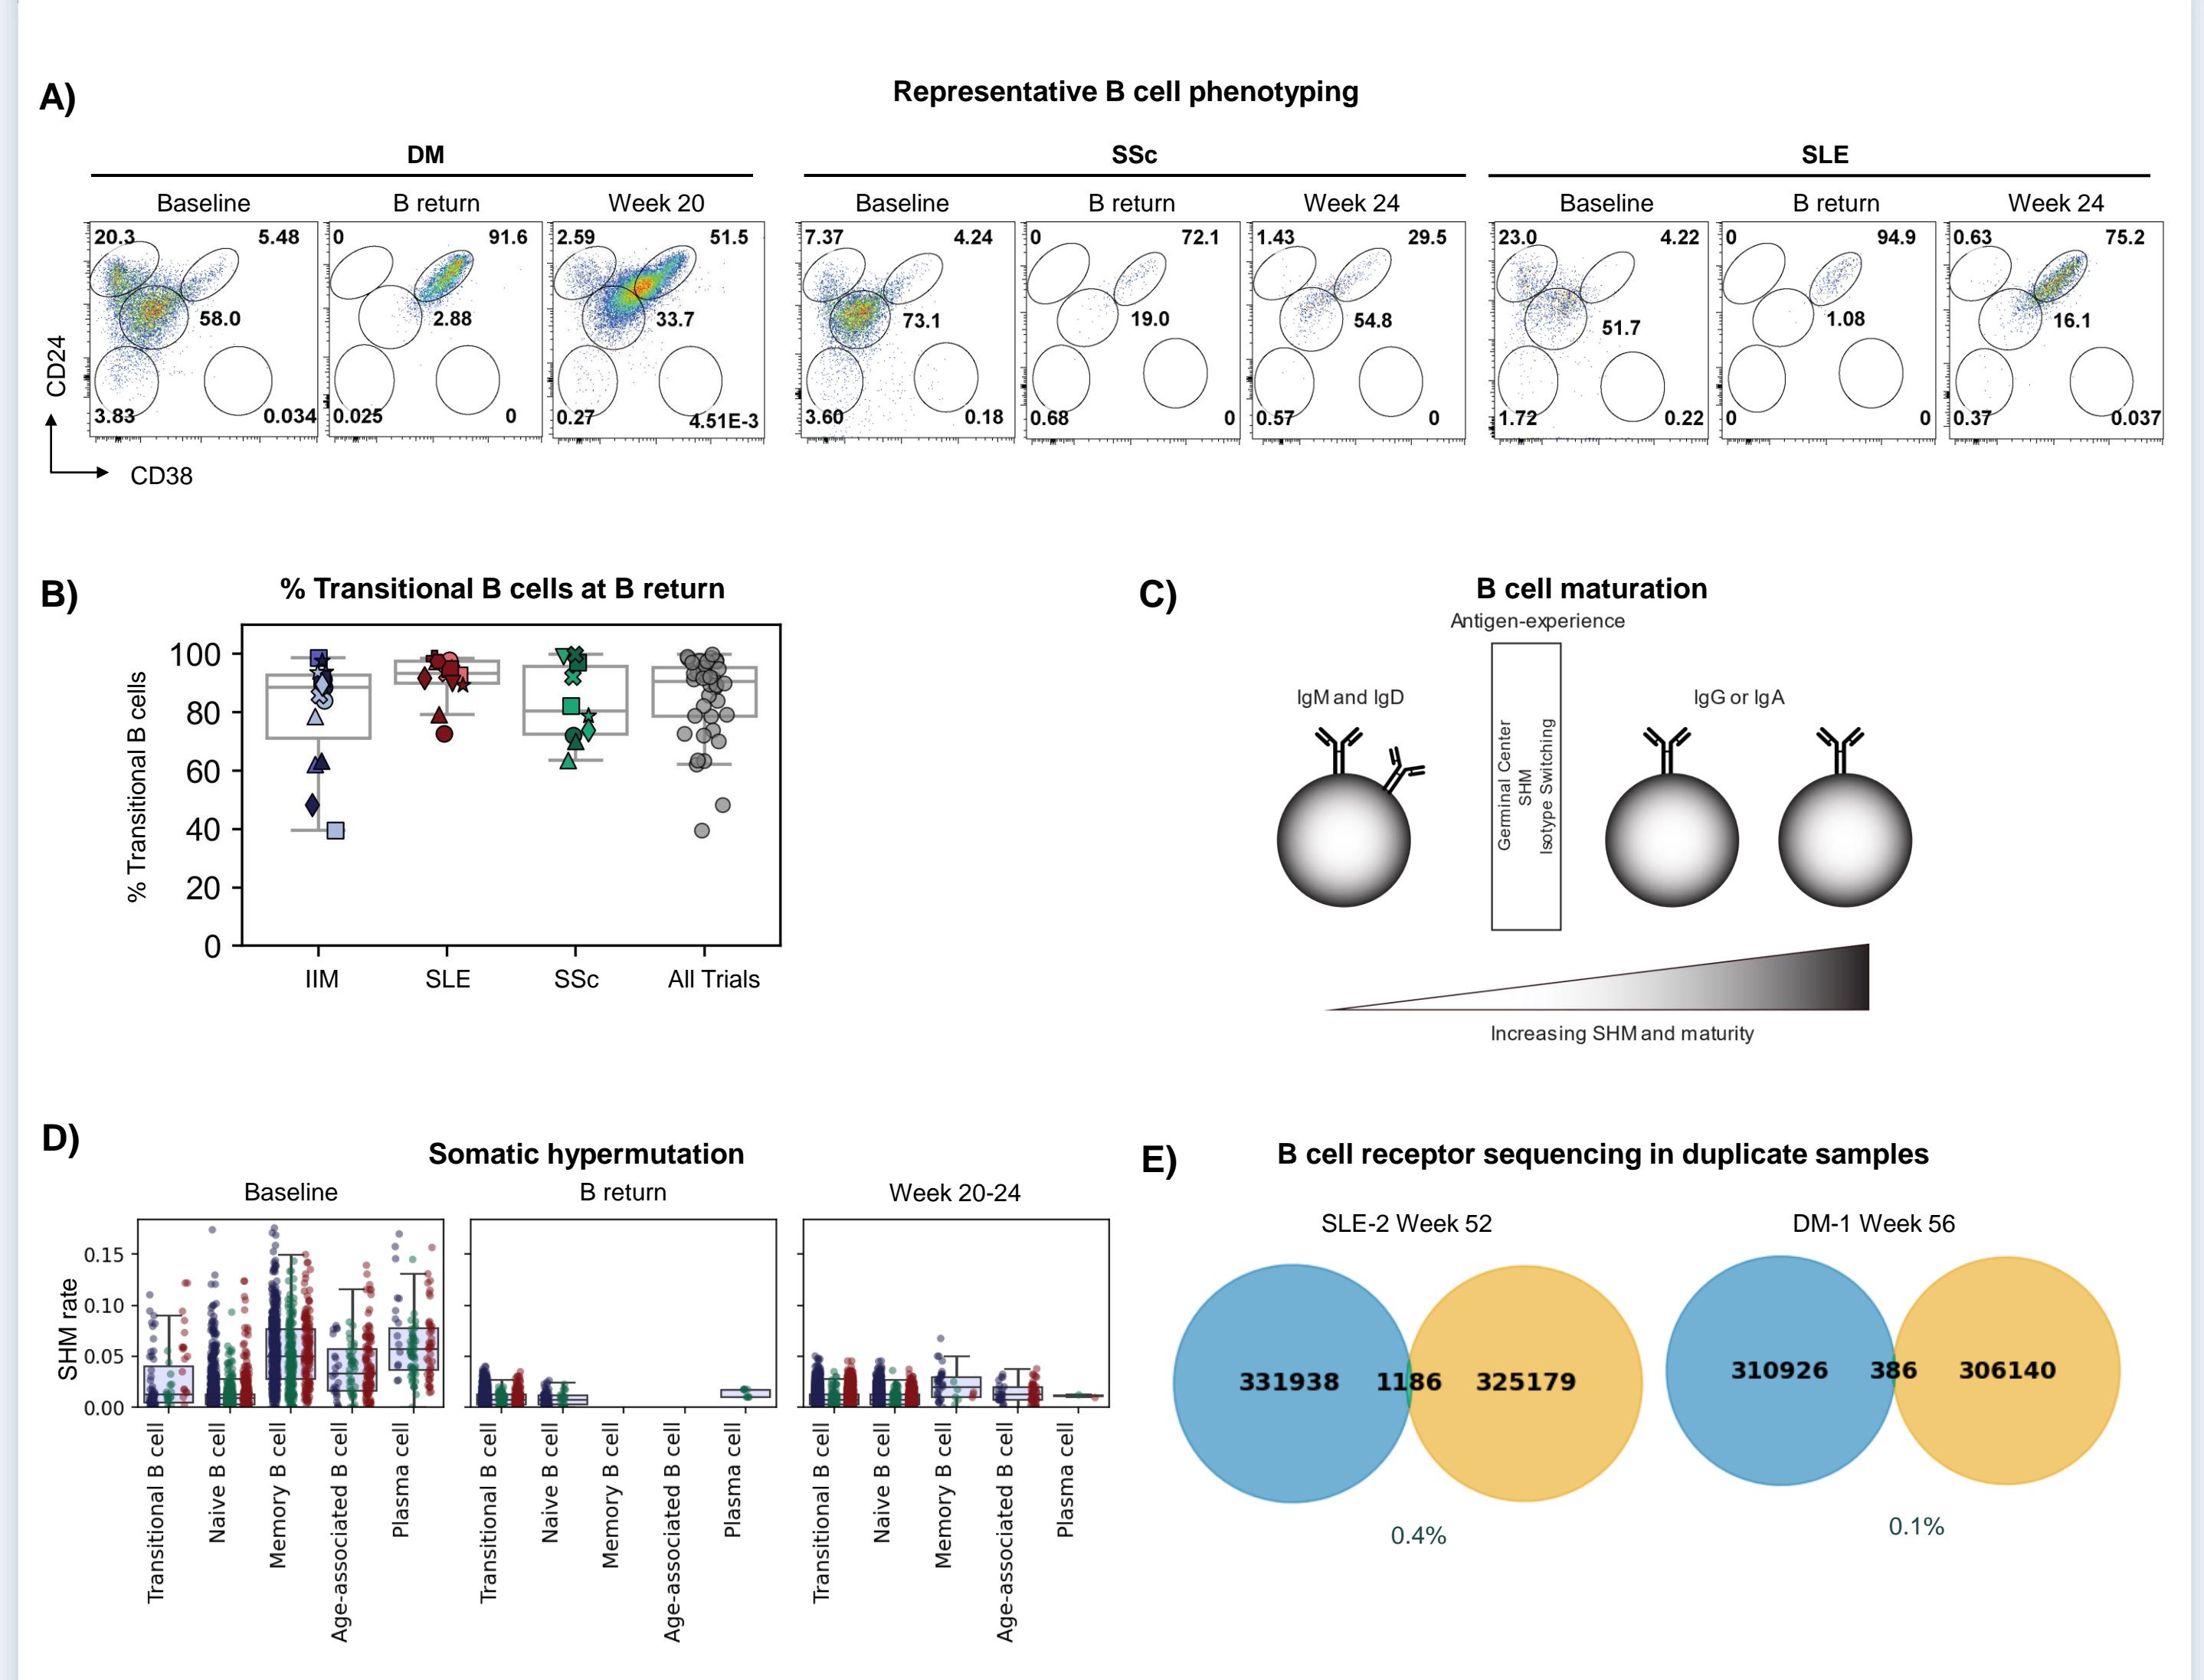 A)
Representative B cell phenotyping
DM
SSc
SLE
Baseline
B return
Week 20
Baseline
B return
Week 24
Baseline
B return
Week 24
20.3
5.48
58.0
3.83
0.034
0
91.6
2.88
0.025
0
2.59
51.5
33.7
0.27
4.51E-3
7.37
4.24
73.1
3.60
0.18
0
72.1
19.0
0.68
0
1.43
29.5
54.8
0.57
0
23.0
4.22
51.7
1.72
0.22
0
94.9
1.08
0
0
0.63
75.2
16.1
0.37
0.037
CD24
CD38
B)
% Transitional B cells at B return
% Transitional B cells
100
80
60
40
20
0
IIM
SLE
SSc
All Trials
C)
B cell maturation
Antigen-experience
IgM and IgD
Germinal Center
SHM
Isotype Switching
IgG or IgA
Increasing SHM and maturity
D)
Somatic hypermutation
Baseline
B return
Week 20-24
SHM rate
0.15
0.10
0.05
0.00
Transitional B cell
Naive B cell
Memory B cell
Age-associated B cell
Plasma cell
Transitional B cell
Naive B cell
Memory B cell
Age-associated B cell
Plasma cell
Transitional B cell
Naive B cell
Memory B cell
Age-associated B cell
Plasma cell
E)
B cell receptor sequencing in duplicate samples
SLE-2 Week 52
DM-1 Week 56
331938
1186
325179
310926
386
306140
0.4%
0.1%